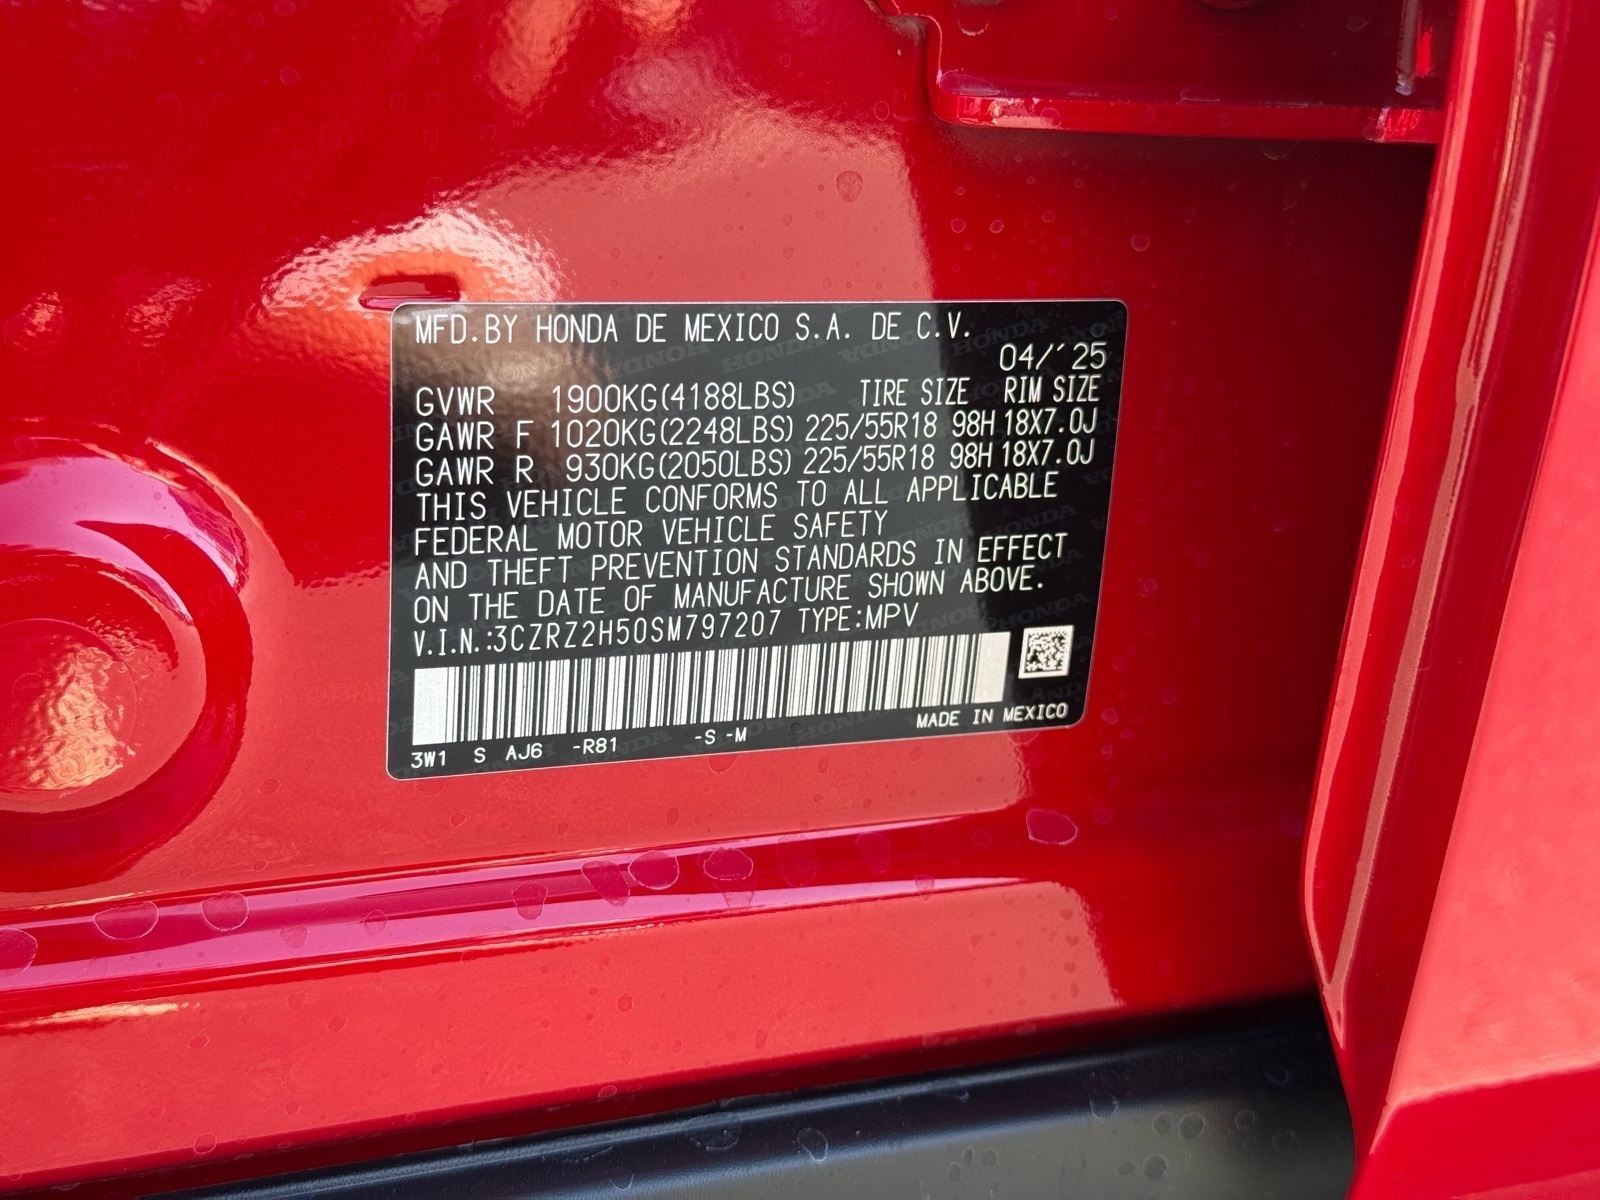 MFD.BY HONDA DE MEXICO S.A. DE C.V.
04/´25
GVWR 1900KG(4188LBS) TIRE SIZE RIM SIZE
GAWR F 1020KG(2248LBS) 225/55R18 98H 18X7.0J
GAWR R 930KG(2050LBS) 225/55R18 98H 18X7.0J
THIS VEHICLE CONFORMS TO ALL APPLICABLE
FEDERAL MOTOR VEHICLE SAFETY
AND THEFT PREVENTION STANDARDS IN EFFECT
ON THE DATE OF MANUFACTURE SHOWN ABOVE.
V.I.N.:3CZRZ2H50SM797207 TYPE:MPV
MADE IN MEXICO
3W1 S AJ6 -R81 -S -M